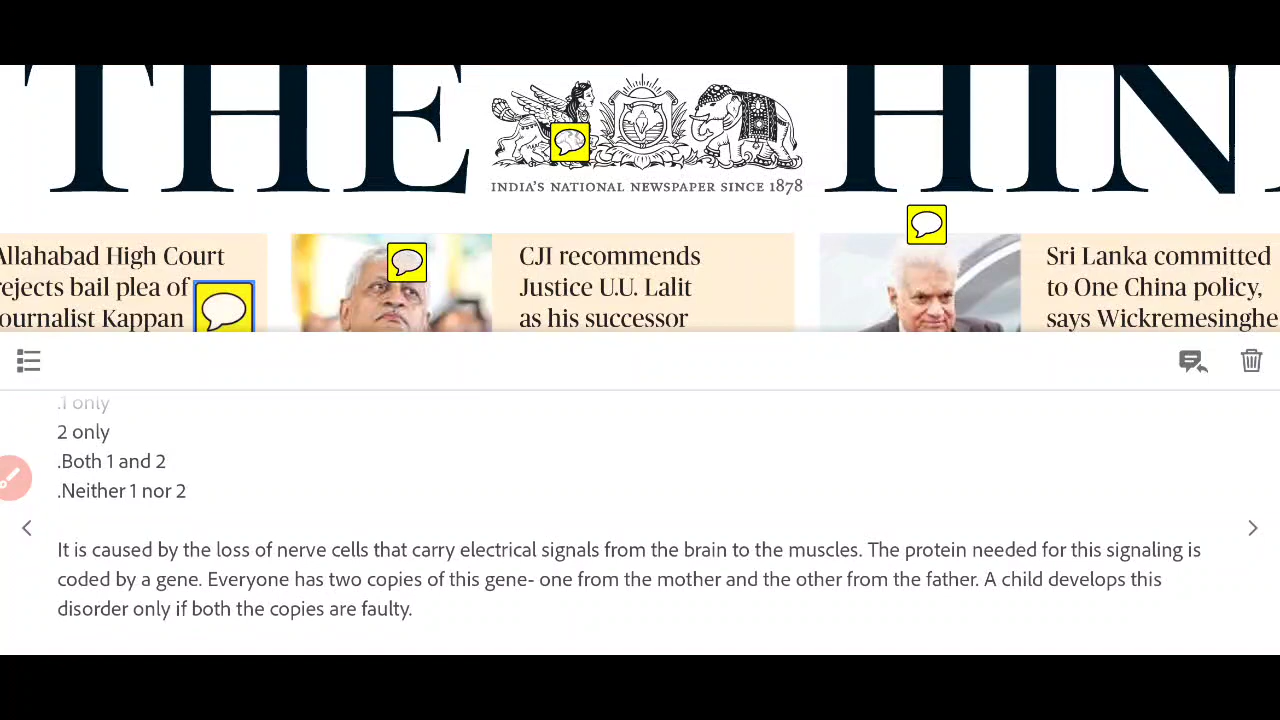 THE HIN
INDIA'S NATIONAL NEWSPAPER SINCE 1878
Allahabad High Court
ejects bail plea of
ournalist Kappan
CJI recommends
Justice U.U. Lalit
as his successor
Sri Lanka committed
to One China policy,
says Wickremesinghe
.1 only
2 only
.Both 1 and 2
.Neither 1 nor 2
It is caused by the loss of nerve cells that carry electrical signals from the brain to the muscles. The protein needed for this signaling is
coded by a gene. Everyone has two copies of this gene- one from the mother and the other from the father. A child develops this
disorder only if both the copies are faulty.